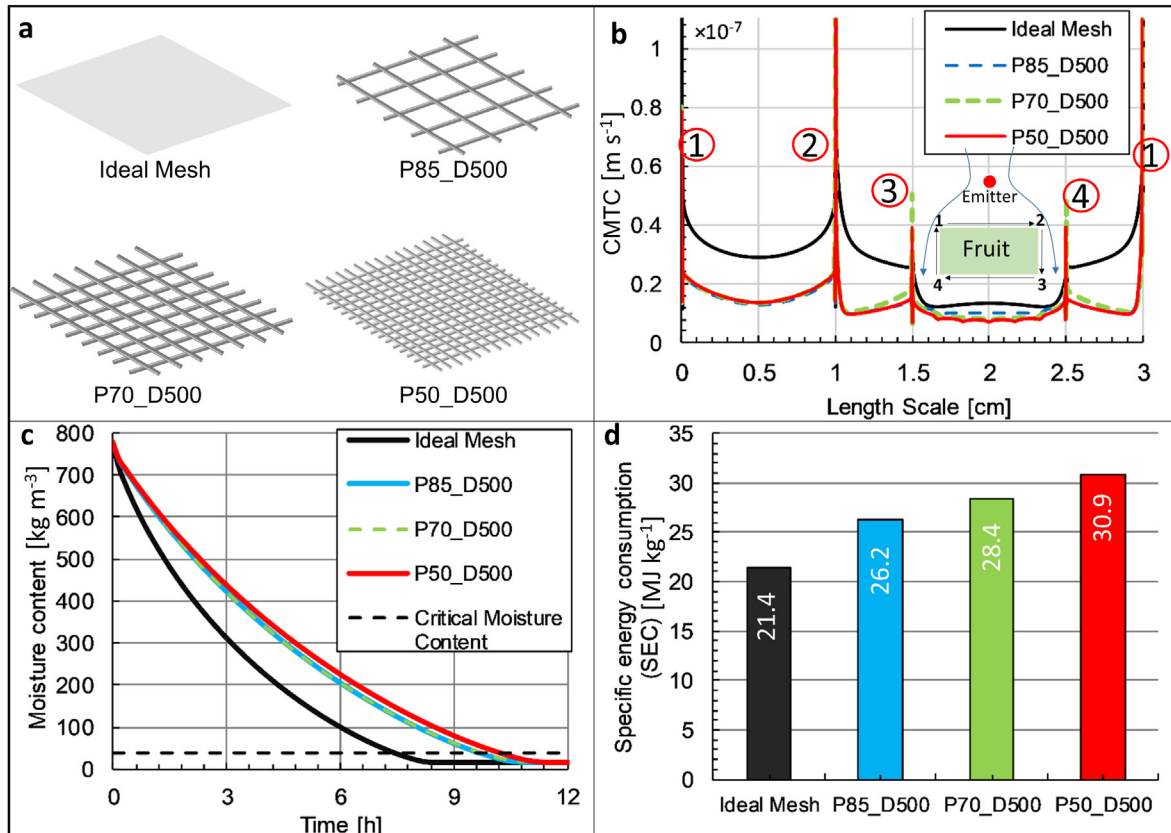 a
Ideal Mesh
P85_D500
P70_D500
P50_D500
b
×10⁻⁷
CMTC [m s⁻¹]
1
0.8
0.6
0.4
0.2
0
0
0.5
1
1.5
2
2.5
3
Length Scale [cm]
Ideal Mesh
P85_D500
P70_D500
P50_D500
1
2
3
4
1
Emitter
1
2
Fruit
4
3
c
Moisture content [kg m⁻³]
800
700
600
500
400
300
200
100
0
0
3
6
9
12
Time [h]
Ideal Mesh
P85_D500
P70_D500
P50_D500
Critical Moisture
Content
d
Specific energy consumption
(SEC) [MJ kg⁻¹]
35
30
25
20
15
10
5
0
21.4
26.2
28.4
30.9
Ideal Mesh
P85_D500
P70_D500
P50_D500